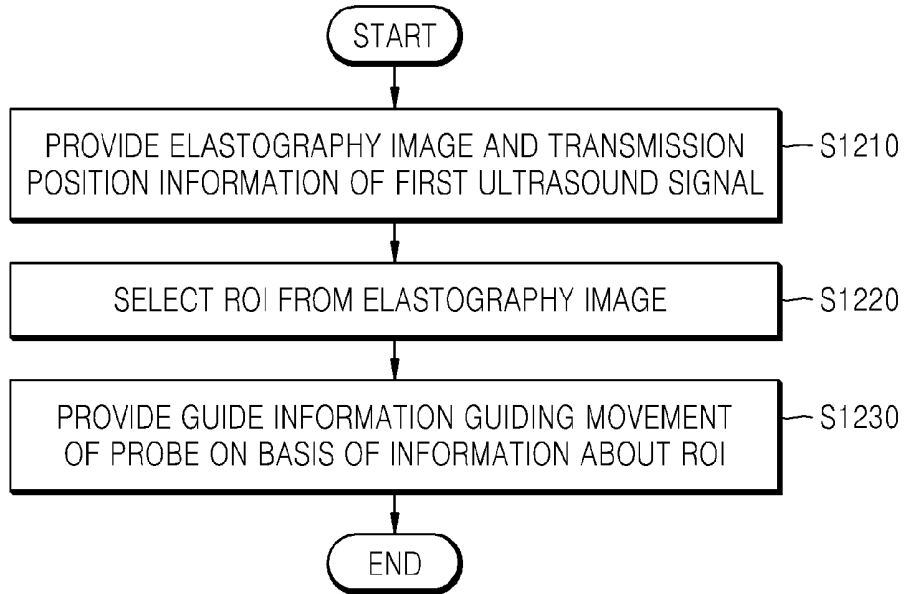 START
PROVIDE ELASTOGRAPHY IMAGE AND TRANSMISSION
POSITION INFORMATION OF FIRST ULTRASOUND SIGNAL
S1210
SELECT ROI FROM ELASTOGRAPHY IMAGE
S1220
PROVIDE GUIDE INFORMATION GUIDING MOVEMENT
OF PROBE ON BASIS OF INFORMATION ABOUT ROI
S1230
END